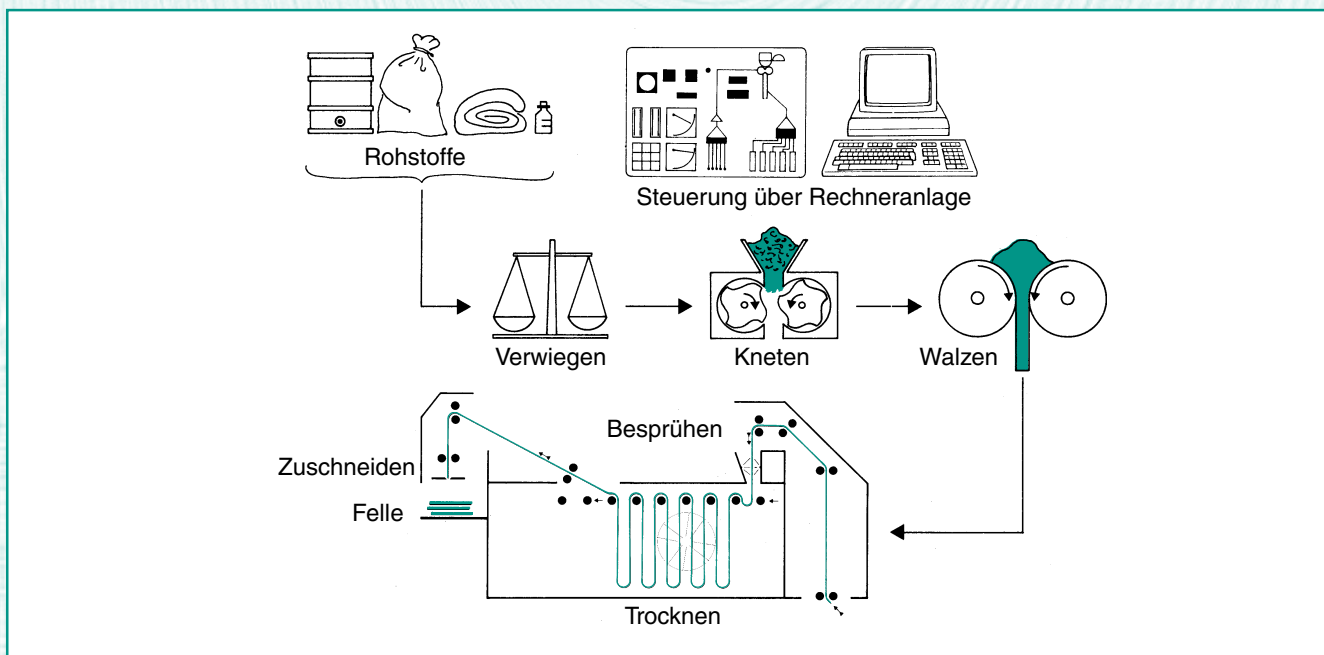 Rohstoffe
Steuerung über Rechneranlage
Verwiegen
Kneten
Walzen
Besprühen
Zuschneiden
Felle
Trocknen